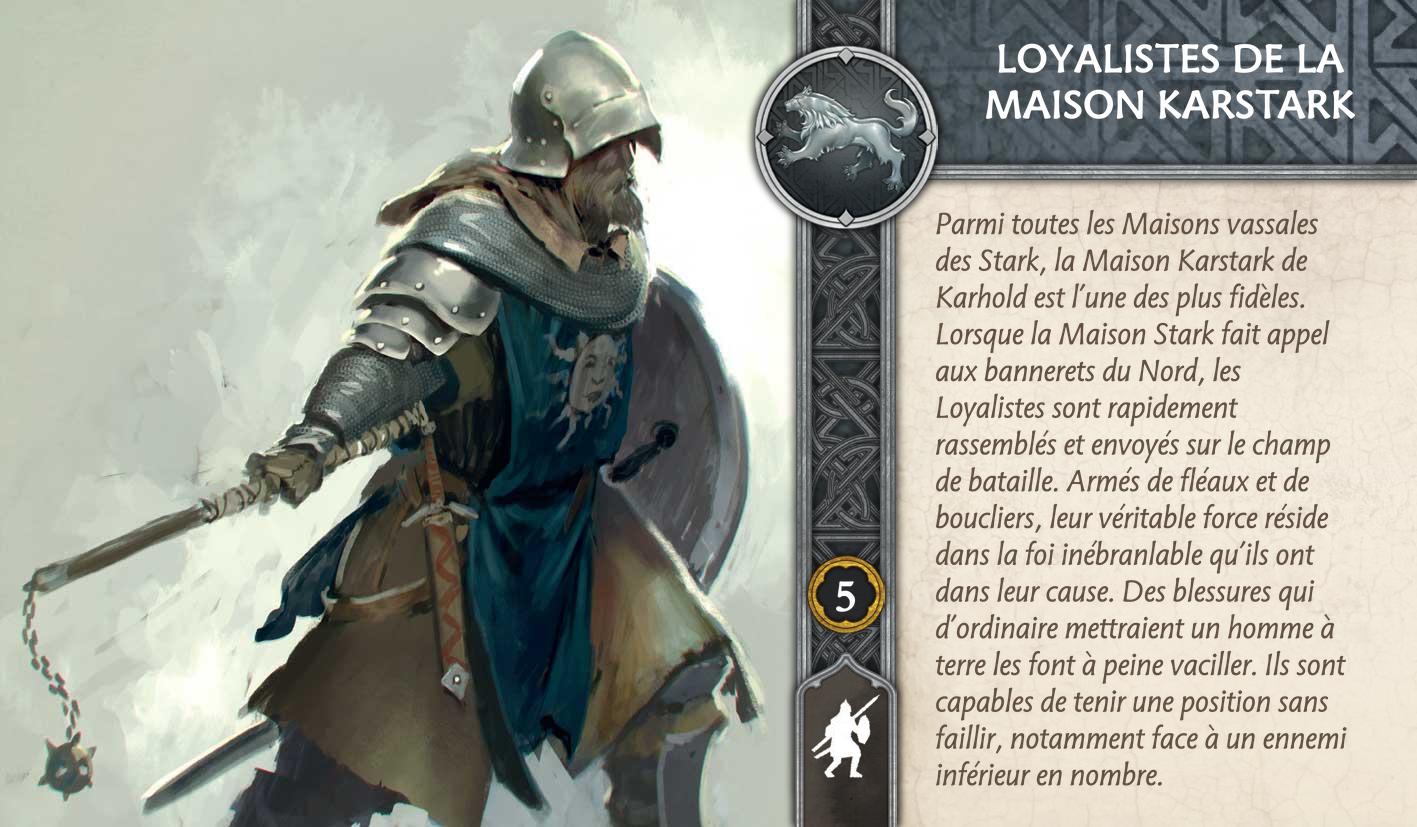 LOYALISTES DE LA
MAISON KARSTARK
Parmi toutes les Maisons vassales
des Stark, la Maison Karstark de
Karhold est l'une des plus fidèles.
Lorsque la Maison Stark fait appel
aux bannerets du Nord, les
Loyalistes sont rapidement
rassemblés et envoyés sur le champ
de bataille. Armés de fléaux et de
boucliers, leur véritable force réside
dans la foi inébranlable qu'ils ont
dans leur cause. Des blessures qui
d'ordinaire mettraient un homme à
terre les font à peine vaciller. Ils sont
capables de tenir une position sans
faillir, notamment face à un ennemi
inférieur en nombre.
5